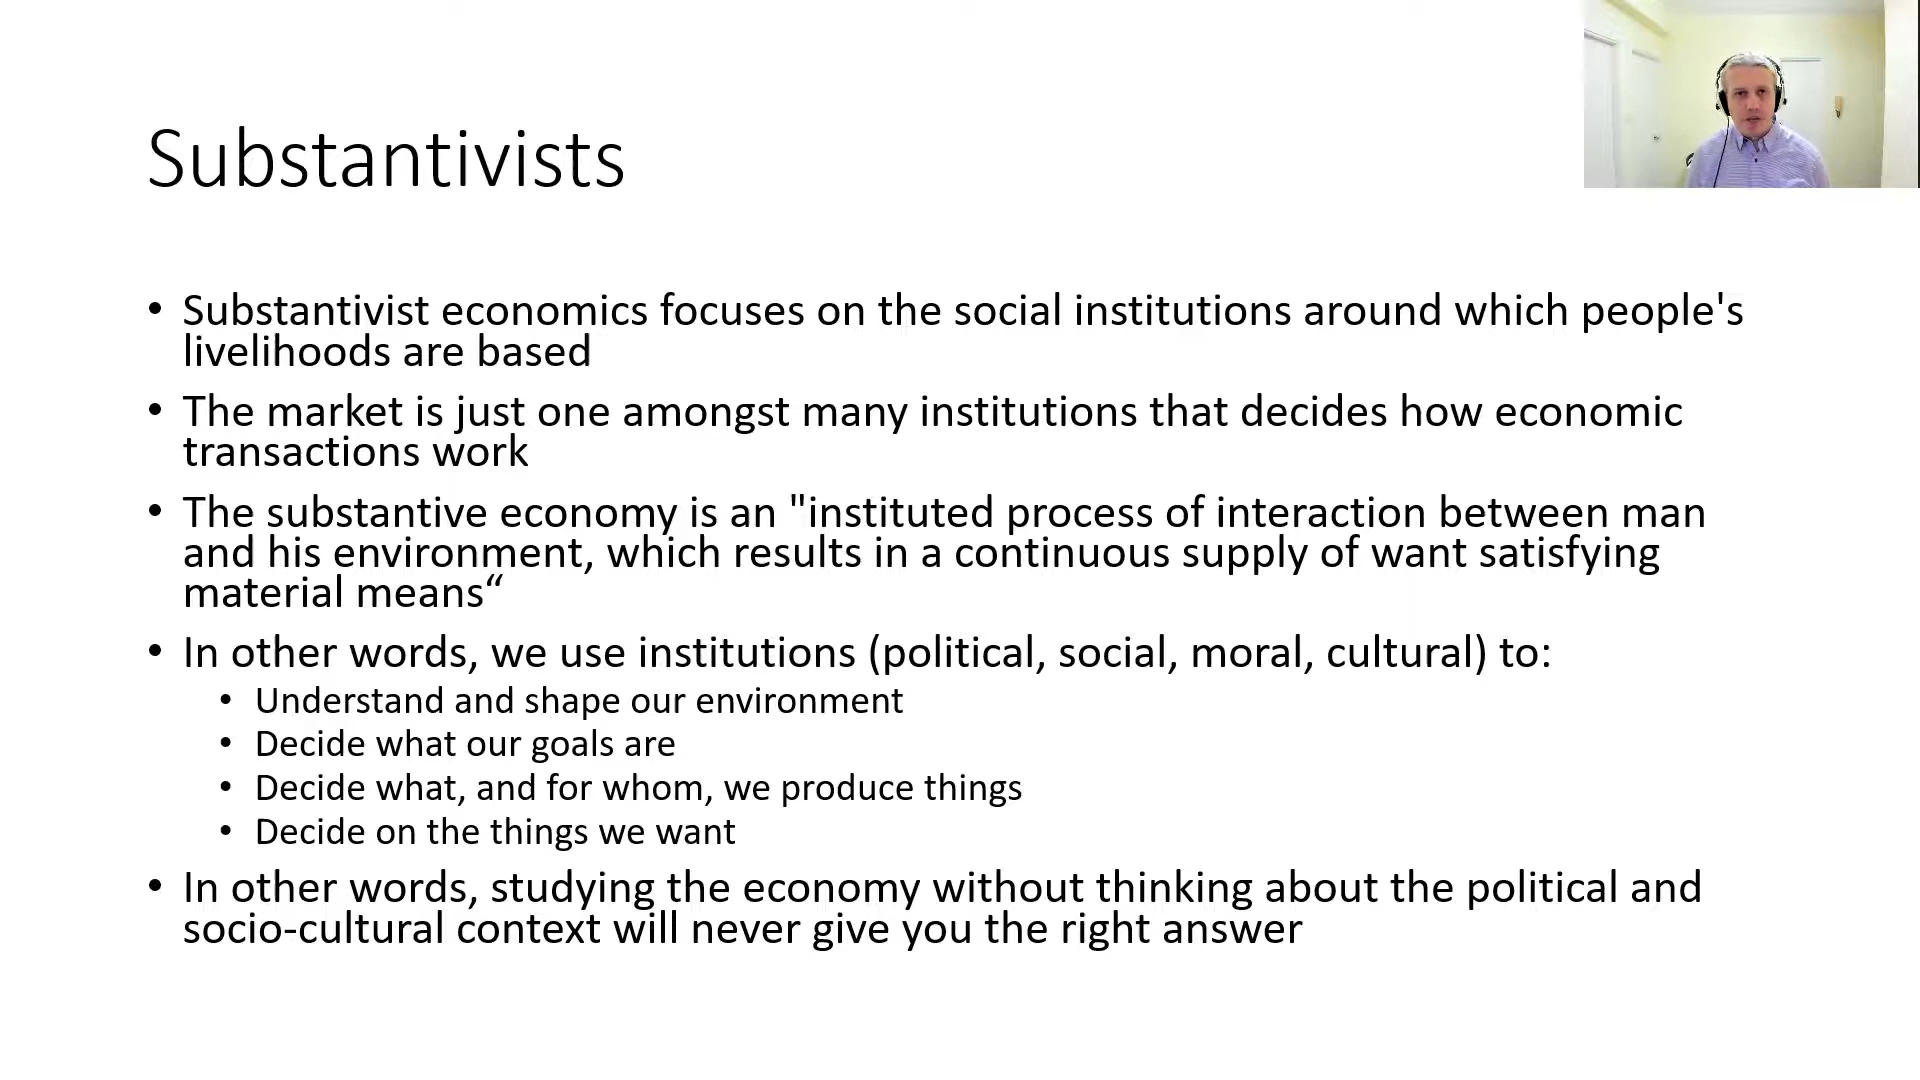 Substantivists
• Substantivist economics focuses on the social institutions around which people's
livelihoods are based
• The market is just one amongst many institutions that decides how economic
transactions work
• The substantive economy is an "instituted process of interaction between man
and his environment, which results in a continuous supply of want satisfying
material means“
• In other words, we use institutions (political, social, moral, cultural) to:
• Understand and shape our environment
• Decide what our goals are
• Decide what, and for whom, we produce things
• Decide on the things we want
• In other words, studying the economy without thinking about the political and
socio-cultural context will never give you the right answer